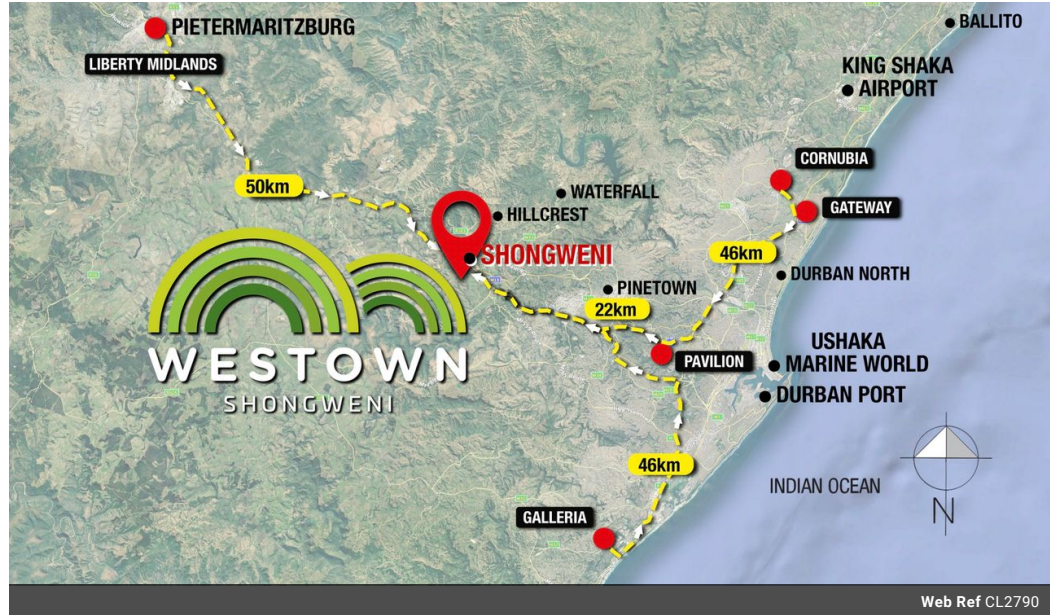 BALLITO
PIETERMARITZBURG
LIBERTY MIDLANDS
KING SHAKA
AIRPORT
CORNUBIA
50km
WATERFALL
GATEWAY
HILLCREST
SHONGWENI
46km
DURBAN NORTH
PINETOWN
22km
USHAKA
MARINE WORLD
PAVILION
WESTOWN
SHONGWENI
DURBAN PORT
46km
INDIAN OCEAN
GALLERIA
N
Web Ref CL2790